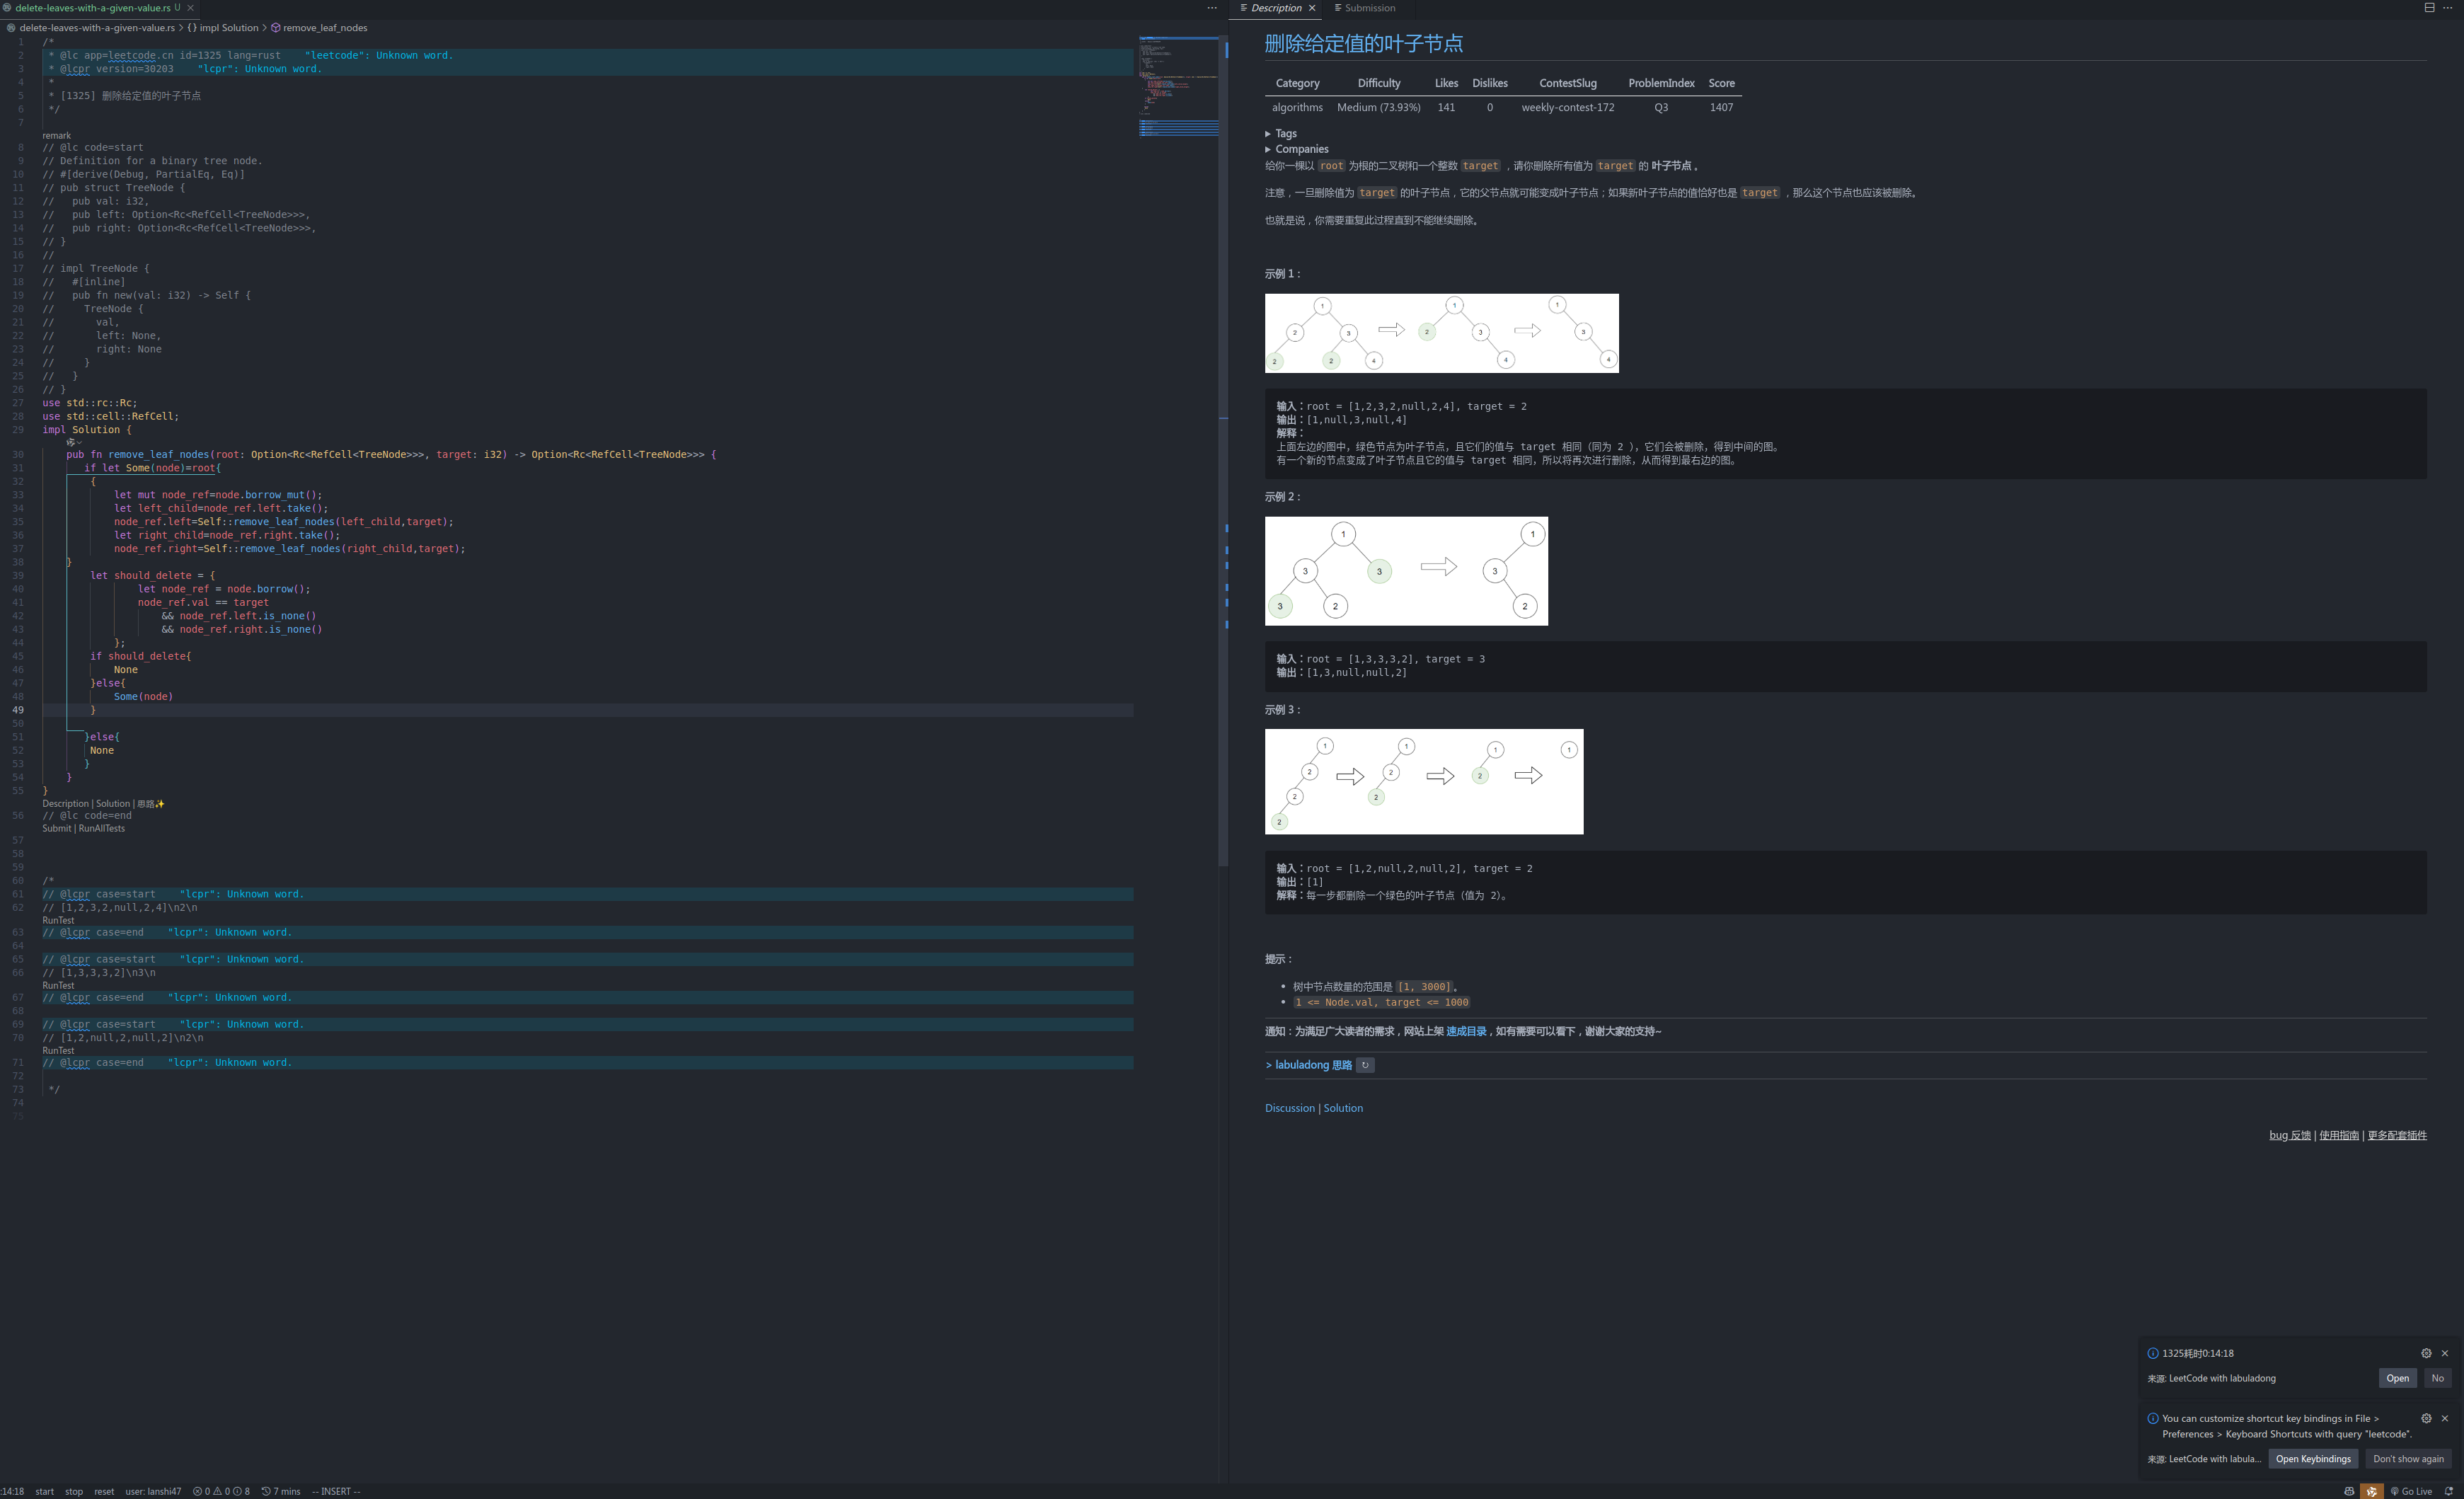 delete-leaves-with-a-given-value.rs U
delete-leaves-with-a-given-value.rs > {} impl Solution > remove_leaf_nodes
1 /*
2 * @lc app=leetcode.cn id=1325 lang=rust "leetcode": Unknown word.
3 * @lcpr version=30203 "lcpr": Unknown word.
4 *
5 * [1325] 删除给定值的叶子节点
6 */
7
remark
8 // @lc code=start
9 // Definition for a binary tree node.
10 // #[derive(Debug, PartialEq, Eq)]
11 // pub struct TreeNode {
12 //   pub val: i32,
13 //   pub left: Option<Rc<RefCell<TreeNode>>>,
14 //   pub right: Option<Rc<RefCell<TreeNode>>>,
15 // }
16 //
17 // impl TreeNode {
18 //   #[inline]
19 //   pub fn new(val: i32) -> Self {
20 //     TreeNode {
21 //       val,
22 //       left: None,
23 //       right: None
24 //     }
25 //   }
26 // }
27 use std::rc::Rc;
28 use std::cell::RefCell;
29 impl Solution {
30     pub fn remove_leaf_nodes(root: Option<Rc<RefCell<TreeNode>>>, target: i32) -> Option<Rc<RefCell<TreeNode>>> {
31        if let Some(node)=root{
32         {
33             let mut node_ref=node.borrow_mut();
34             let left_child=node_ref.left.take();
35             node_ref.left=Self::remove_leaf_nodes(left_child,target);
36             let right_child=node_ref.right.take();
37             node_ref.right=Self::remove_leaf_nodes(right_child,target);
38     }
39         let should_delete = {
40                 let node_ref = node.borrow();
41                 node_ref.val == target
42                     && node_ref.left.is_none()
43                     && node_ref.right.is_none()
44             };
45         if should_delete{
46             None
47         }else{
48             Some(node)
49         }
50
51        }else{
52         None
53        }
54     }
55 }
Description | Solution | 思路✨
56 // @lc code=end
Submit | RunAllTests
57
58
59
60 /*
61 // @lcpr case=start "lcpr": Unknown word.
62 // [1,2,3,2,null,2,4]\n2\n
RunTest
63 // @lcpr case=end "lcpr": Unknown word.
64
65 // @lcpr case=start "lcpr": Unknown word.
66 // [1,3,3,3,2]\n3\n
RunTest
67 // @lcpr case=end "lcpr": Unknown word.
68
69 // @lcpr case=start "lcpr": Unknown word.
70 // [1,2,null,2,null,2]\n2\n
RunTest
71 // @lcpr case=end "lcpr": Unknown word.
72
73 */
74
75
Description Submission
删除给定值的叶子节点
Category Difficulty Likes Dislikes ContestSlug ProblemIndex Score
algorithms Medium (73.93%) 141 0 weekly-contest-172 Q3 1407
Tags
Companies
给你一棵以 root 为根的二叉树和一个整数 target ，请你删除所有值为 target 的 叶子节点 。
注意，一旦删除值为 target 的叶子节点，它的父节点就可能变成叶子节点；如果新叶子节点的值恰好也是 target ，那么这个节点也应该被删除。
也就是说，你需要重复此过程直到不能继续删除。
示例 1：
1 1 1
2 3 2 3 3
2 2 4 4 4
输入：root = [1,2,3,2,null,2,4], target = 2
输出：[1,null,3,null,4]
解释：
上面左边的图中，绿色节点为叶子节点，且它们的值与 target 相同（同为 2 ），它们会被删除，得到中间的图。
有一个新的节点变成了叶子节点且它的值与 target 相同，所以将再次进行删除，从而得到最右边的图。
示例 2：
1 1
3 3 3
3 2 2
输入：root = [1,3,3,3,2], target = 3
输出：[1,3,null,null,2]
示例 3：
1 1 1 1
2 2 2
2 2
2
输入：root = [1,2,null,2,null,2], target = 2
输出：[1]
解释：每一步都删除一个绿色的叶子节点（值为 2）。
提示：
• 树中节点数量的范围是 [1, 3000]。
• 1 <= Node.val, target <= 1000
通知：为满足广大读者的需求，网站上架 速成目录，如有需要可以看下，谢谢大家的支持~
> labuladong 思路
Discussion | Solution
bug 反馈 | 使用指南 | 更多配套插件
1325耗时0:14:18
来源: LeetCode with labuladong
Open No
You can customize shortcut key bindings in File >
Preferences > Keyboard Shortcuts with query "leetcode".
来源: LeetCode with labula...
Open Keybindings Don't show again
:14:18 start stop reset user: lanshi47 0 0 8 7 mins -- INSERT -- Go Live